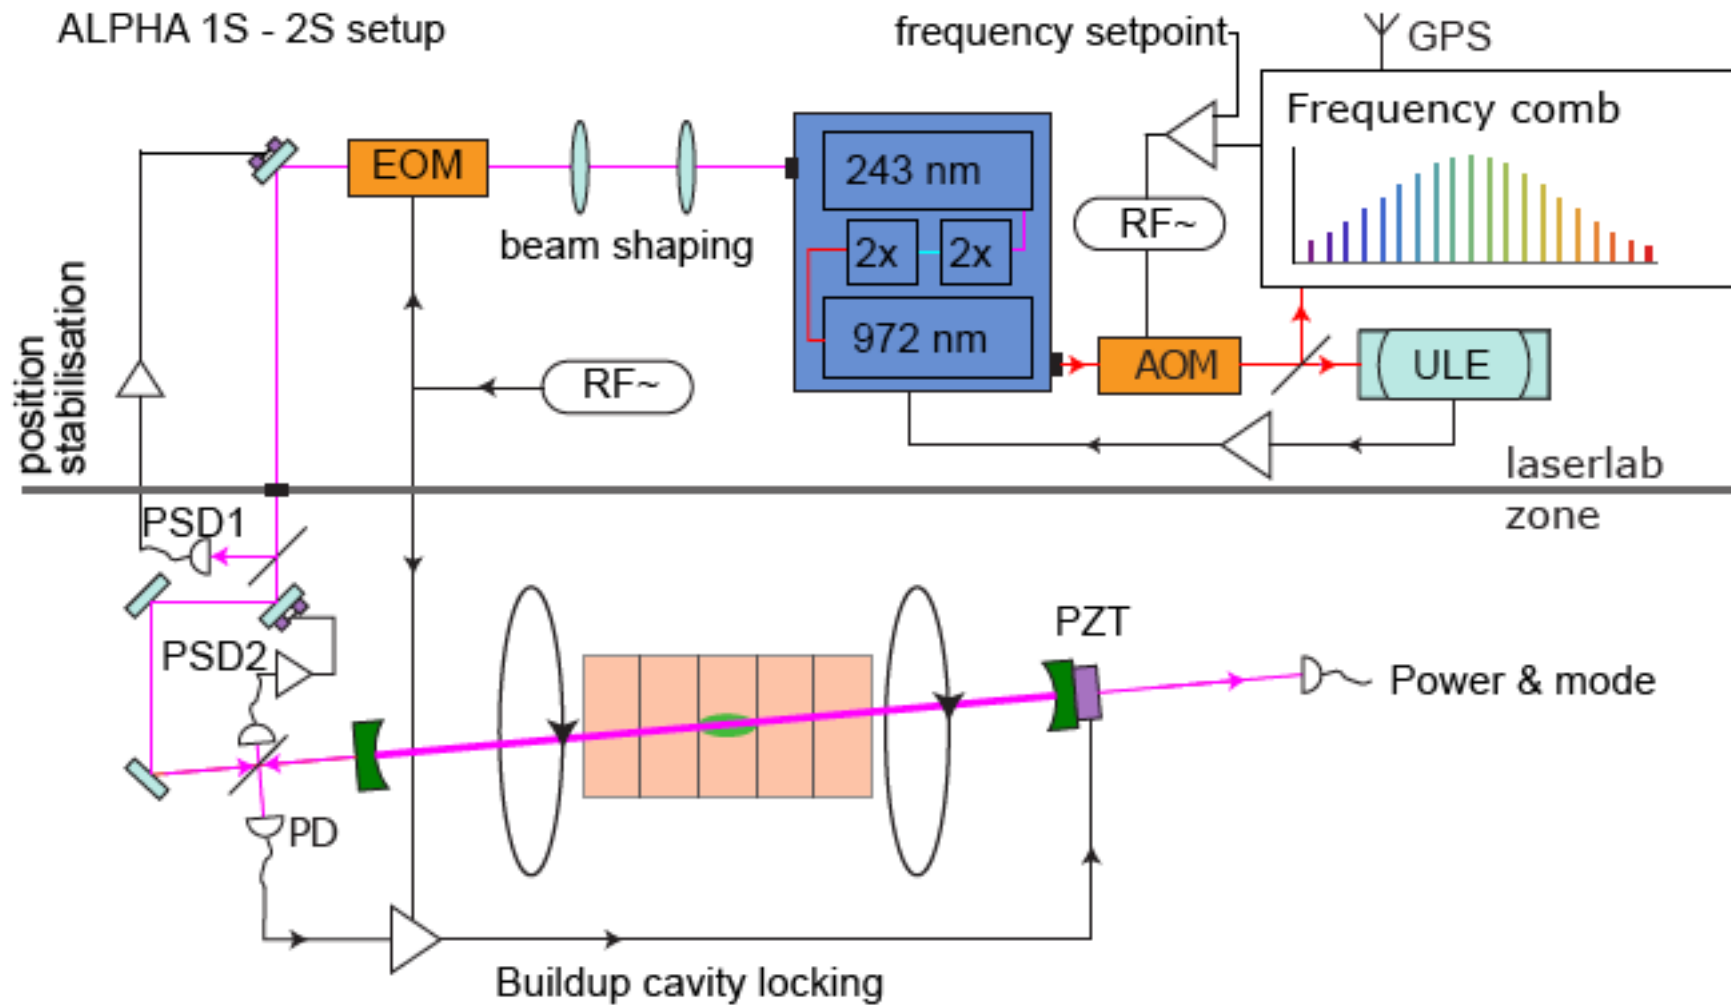 ALPHA 1S - 2S setup
frequency setpoint
GPS
Frequency comb
EOM
beam shaping
243 nm
2x
2x
972 nm
RF~
AOM
ULE
RF~
position
stabilisation
laserlab
zone
PSD1
PSD2
PD
PZT
Power & mode
Buildup cavity locking